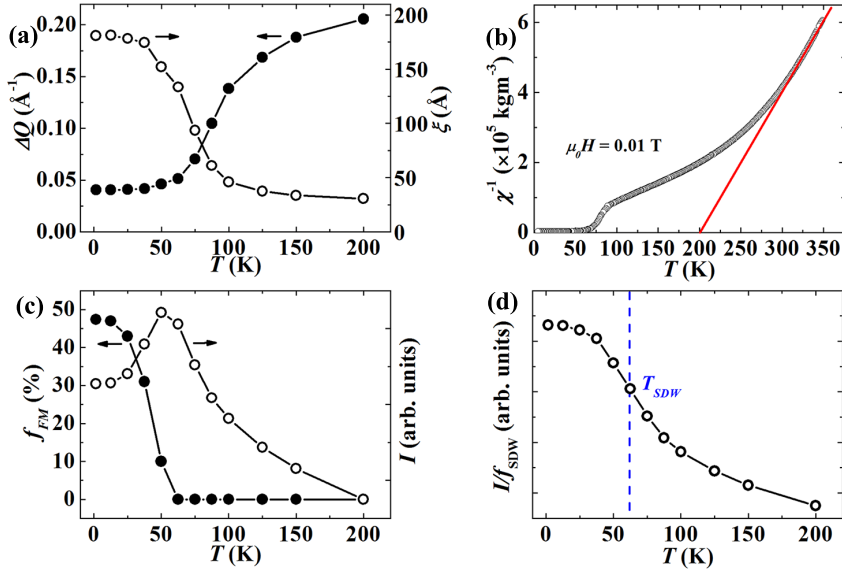 (a)
0.20
0.15
0.10
0.05
0.00
ΔQ (Å⁻¹)
200
150
100
50
0
ξ (Å)
0 50 100 150 200
T (K)
(b)
6
4
2
0
χ⁻¹ (×10⁵ kgm⁻³)
μ₀H = 0.01 T
0 50 100 150 200 250 300 350
T (K)
(c)
50
40
30
20
10
0
f_FM (%)
I (arb. units)
0 50 100 150 200
T (K)
(d)
I/f_SDW (arb. units)
T_SDW
0 50 100 150 200
T (K)